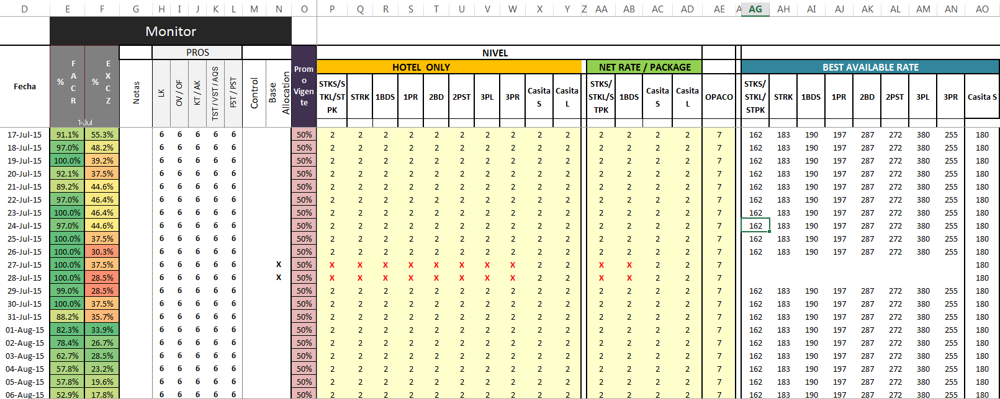 D E F G H I J K L M N O P Q R S T U V W X Y Z AA AB AC AD AE A AG AH AI AJ AK AL AM AN AO
Monitor
PROS NIVEL
HOTEL ONLY NET RATE / PACKAGE BEST AVAILABLE RATE
Fecha % FACR % EXCZ Notas LK OV / OF KT / AK TST / VST / AQS FST / PST Control Base Allocation Promo Vigente STKS/STKL/STPK STRK 1BDS 1PR 2BD 2PST 3PL 3PR Casita S Casita L STKS/STKL/STPK 1BDS Casita S Casita L OPACO STKS/STKL/STPK STRK 1BDS 1PR 2BD 2PST 3PL 3PR Casita S
1-Jul
17-Jul-15 91.1% 55.3% 6 6 6 6 6 50% 2 2 2 2 2 2 2 2 2 2 2 2 2 2 7 162 183 190 197 287 272 380 255 180
18-Jul-15 97.0% 48.2% 6 6 6 6 6 50% 2 2 2 2 2 2 2 2 2 2 2 2 2 2 7 162 183 190 197 287 272 380 255 180
19-Jul-15 100.0% 39.2% 6 6 6 6 6 50% 2 2 2 2 2 2 2 2 2 2 2 2 2 2 7 162 183 190 197 287 272 380 255 180
20-Jul-15 92.1% 37.5% 6 6 6 6 6 50% 2 2 2 2 2 2 2 2 2 2 2 2 2 2 7 162 183 190 197 287 272 380 255 180
21-Jul-15 89.2% 44.6% 6 6 6 6 6 50% 2 2 2 2 2 2 2 2 2 2 2 2 2 2 7 162 183 190 197 287 272 380 255 180
22-Jul-15 97.0% 46.4% 6 6 6 6 6 50% 2 2 2 2 2 2 2 2 2 2 2 2 2 2 7 162 183 190 197 287 272 380 255 180
23-Jul-15 100.0% 46.4% 6 6 6 6 6 50% 2 2 2 2 2 2 2 2 2 2 2 2 2 2 7 162 183 190 197 287 272 380 255 180
24-Jul-15 97.0% 44.6% 6 6 6 6 6 50% 2 2 2 2 2 2 2 2 2 2 2 2 2 2 7 162 183 190 197 287 272 380 255 180
25-Jul-15 100.0% 37.5% 6 6 6 6 6 50% 2 2 2 2 2 2 2 2 2 2 2 2 2 2 7 162 183 190 197 287 272 380 255 180
26-Jul-15 100.0% 30.3% 6 6 6 6 6 50% 2 2 2 2 2 2 2 2 2 2 2 2 2 2 7 162 183 190 197 287 272 380 255 180
27-Jul-15 100.0% 37.5% 6 6 6 6 6 X 50% X X X X X X X X 2 2 X X 2 2 7 180
28-Jul-15 100.0% 28.5% 6 6 6 6 6 X 50% X X X X X X X X 2 2 X X 2 2 7 180
29-Jul-15 99.0% 28.5% 6 6 6 6 6 50% 2 2 2 2 2 2 2 2 2 2 2 2 2 2 7 162 183 190 197 287 272 380 255 180
30-Jul-15 100.0% 37.5% 6 6 6 6 6 50% 2 2 2 2 2 2 2 2 2 2 2 2 2 2 7 162 183 190 197 287 272 380 255 180
31-Jul-15 88.2% 35.7% 6 6 6 6 6 50% 2 2 2 2 2 2 2 2 2 2 2 2 2 2 7 162 183 190 197 287 272 380 255 180
01-Aug-15 82.3% 33.9% 6 6 6 6 6 50% 2 2 2 2 2 2 2 2 2 2 2 2 2 2 7 162 183 190 197 287 272 380 255 180
02-Aug-15 78.4% 26.7% 6 6 6 6 6 50% 2 2 2 2 2 2 2 2 2 2 2 2 2 2 7 162 183 190 197 287 272 380 255 180
03-Aug-15 62.7% 28.5% 6 6 6 6 6 50% 2 2 2 2 2 2 2 2 2 2 2 2 2 2 7 162 183 190 197 287 272 380 255 180
04-Aug-15 57.8% 23.2% 6 6 6 6 6 50% 2 2 2 2 2 2 2 2 2 2 2 2 2 2 7 162 183 190 197 287 272 380 255 180
05-Aug-15 57.8% 19.6% 6 6 6 6 6 50% 2 2 2 2 2 2 2 2 2 2 2 2 2 2 7 162 183 190 197 287 272 380 255 180
06-Aug-15 52.9% 17.8% 6 6 6 6 6 50% 2 2 2 2 2 2 2 2 2 2 2 2 2 2 7 162 183 190 197 287 272 380 255 180